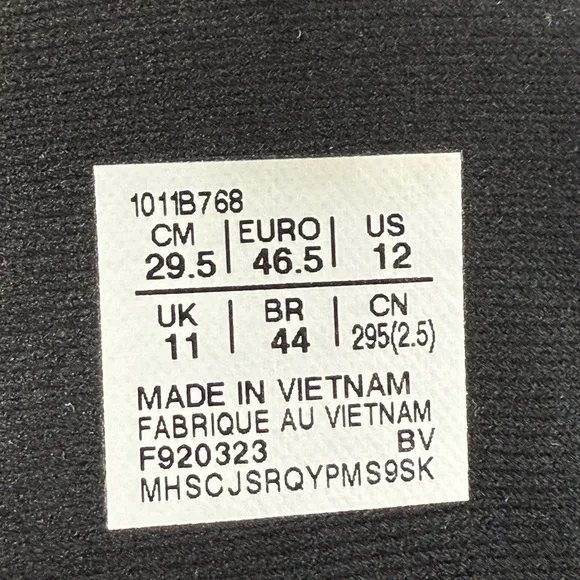 1011B768
CM | EURO | US
29.5 | 46.5 | 12
UK | BR | CN
11 | 44 | 295(2.5)
MADE IN VIETNAM
FABRIQUE AU VIETNAM
F920323 BV
MHSCJSRQYPMS9SK